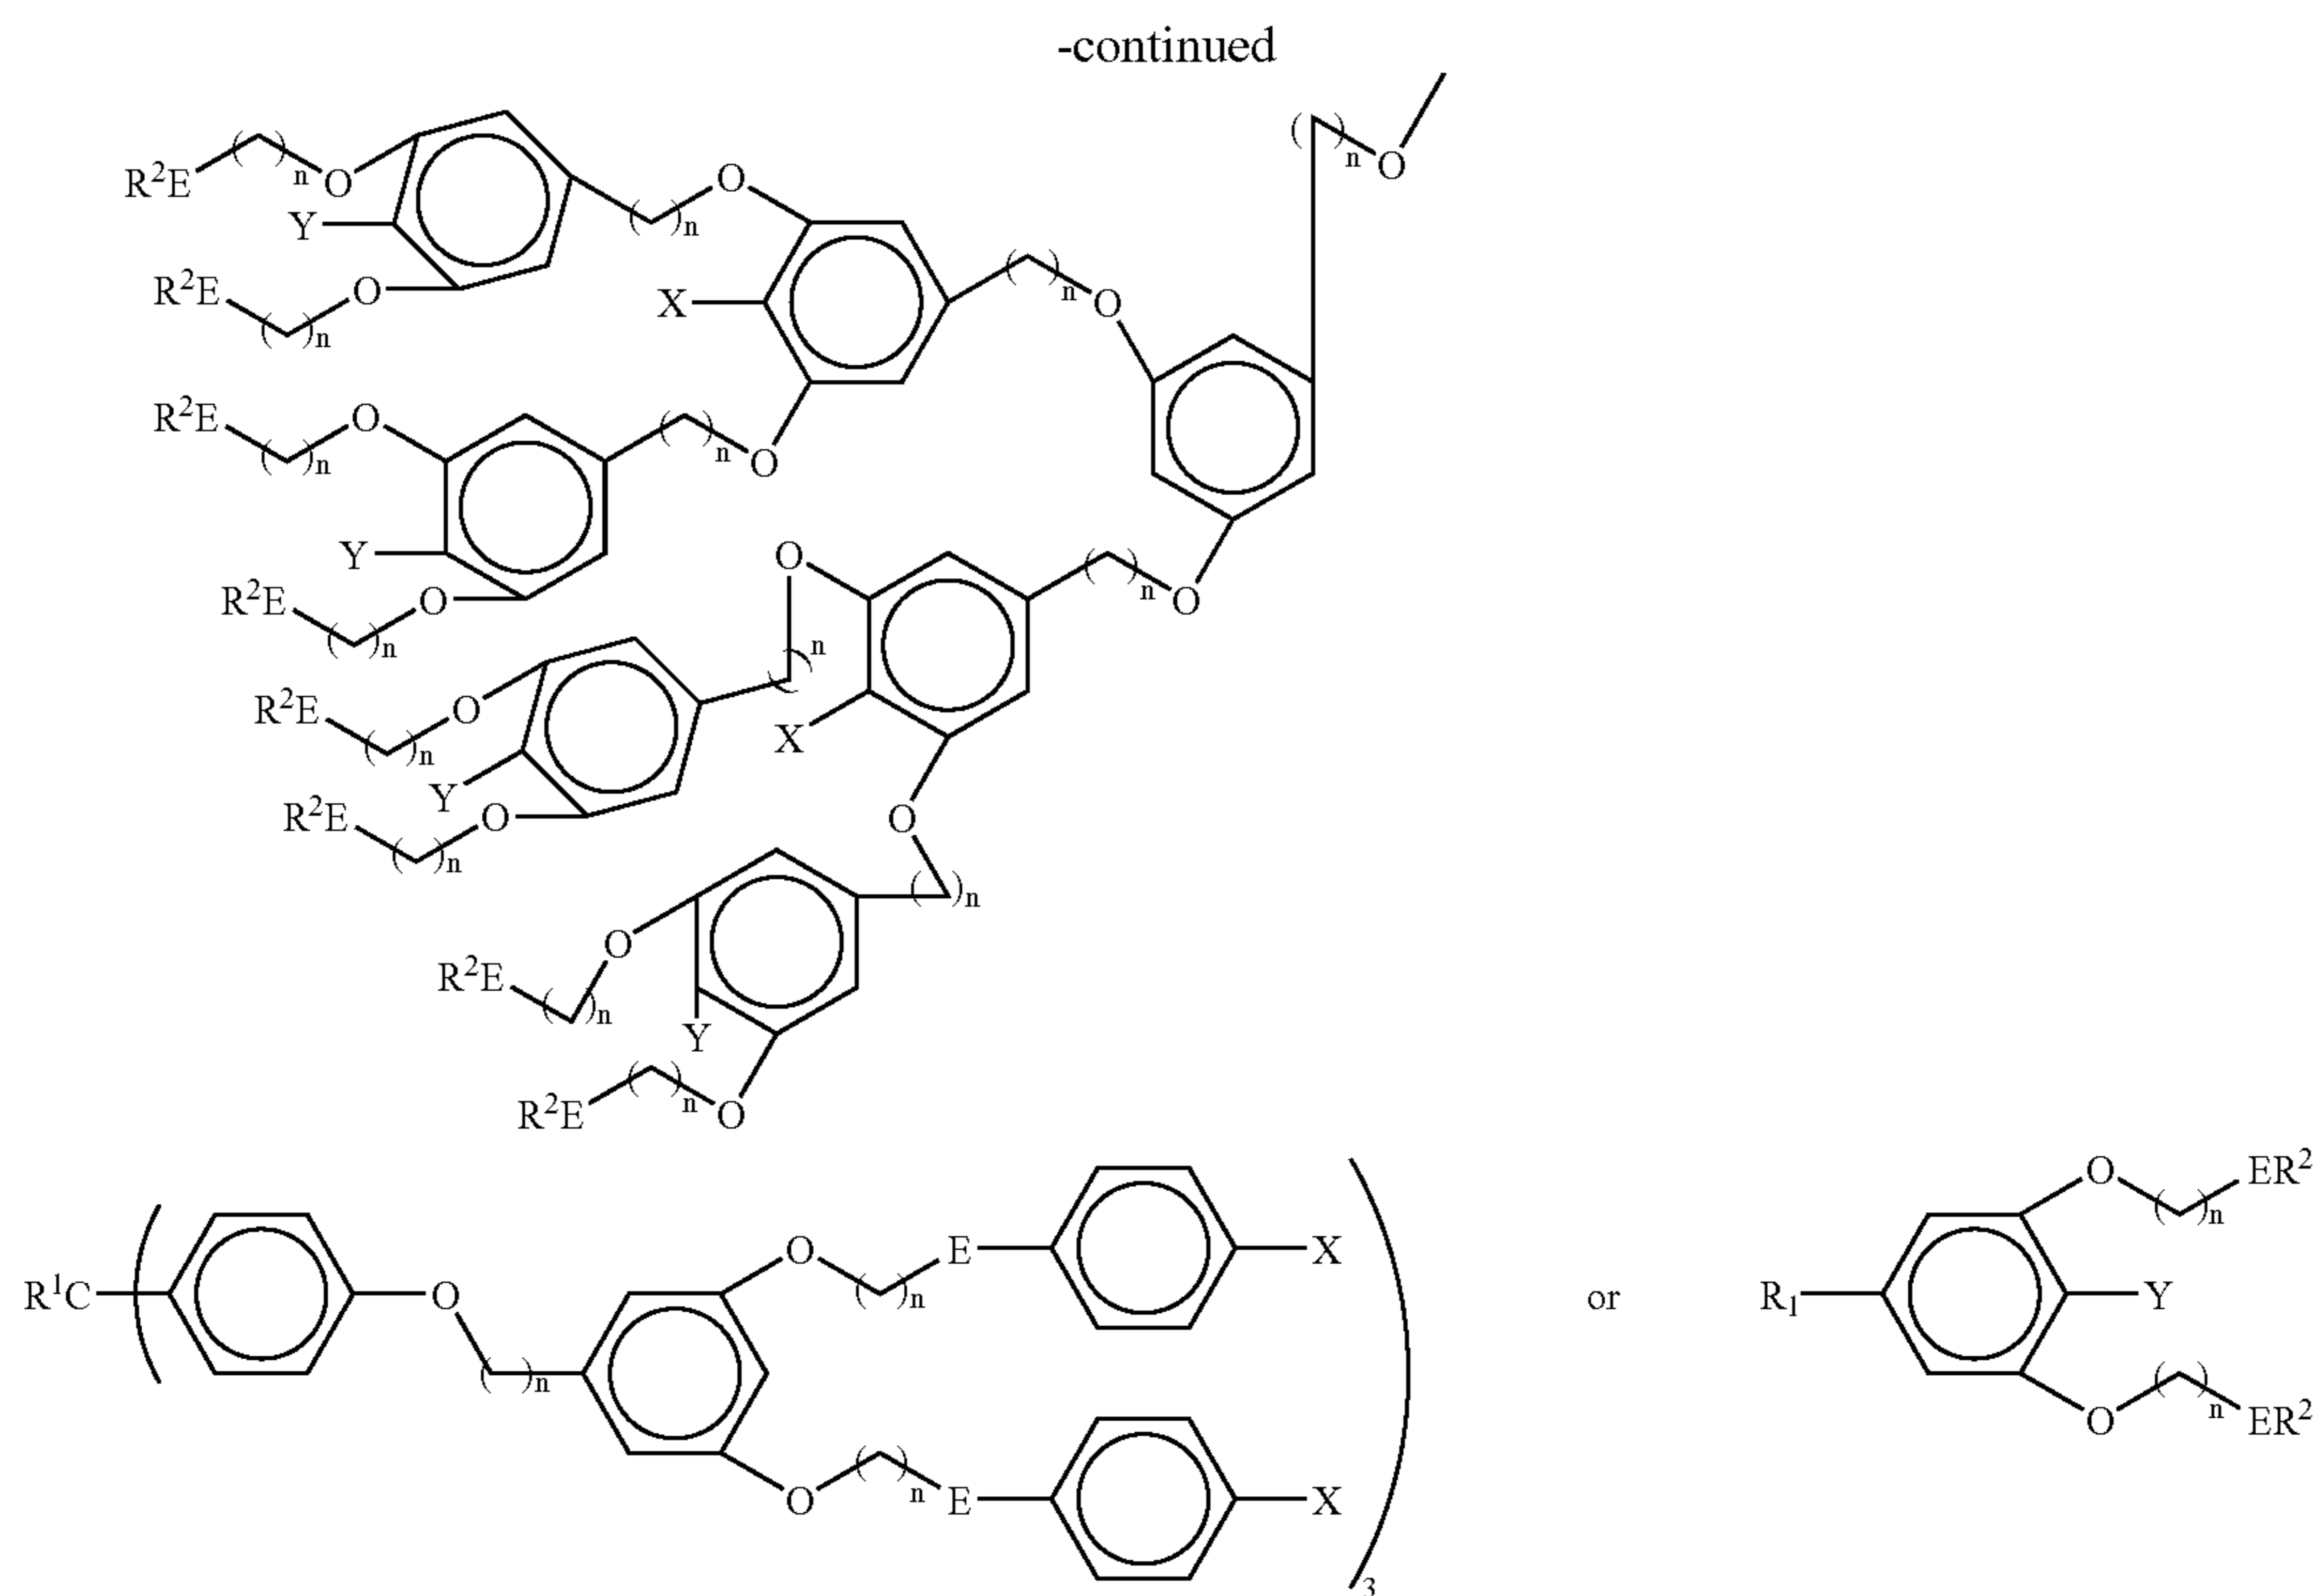 -continued
( )n O
R²E ( )n O
O
Y
( )n
R²E O
( )n
X
( )n O
R²E O
( )n
( )n O
Y
R²E O
( )n
O
( )n O
( )n
R²E O
( )n
X
Y
R²E O
( )n
O
( )n
O
R²E ( )n
Y
R²E ( )n O
O ( )n ER²
R¹C ( O ( )n O ( )n E X
or
R₁ Y
O ( )n E X )₃
O ( )n ER²